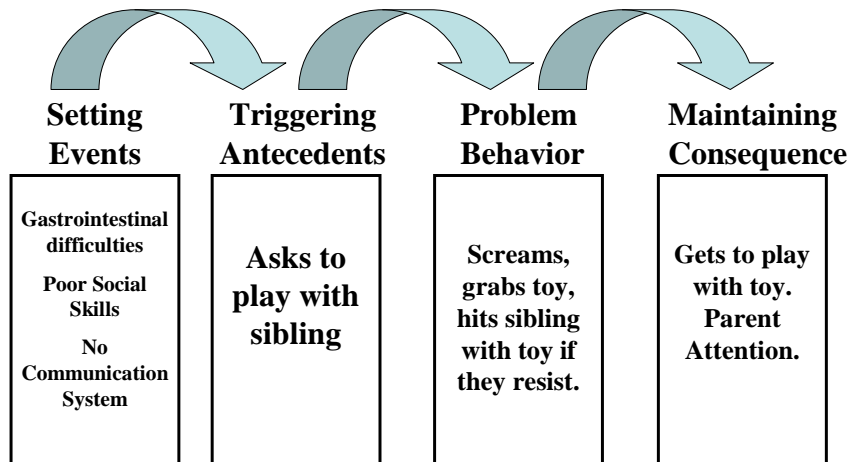 Setting
Events
Triggering
Antecedents
Problem
Behavior
Maintaining
Consequence
Gastrointestinal
difficulties
Poor Social
Skills
No
Communication
System
Asks to
play with
sibling
Screams,
grabs toy,
hits sibling
with toy if
they resist.
Gets to play
with toy.
Parent
Attention.